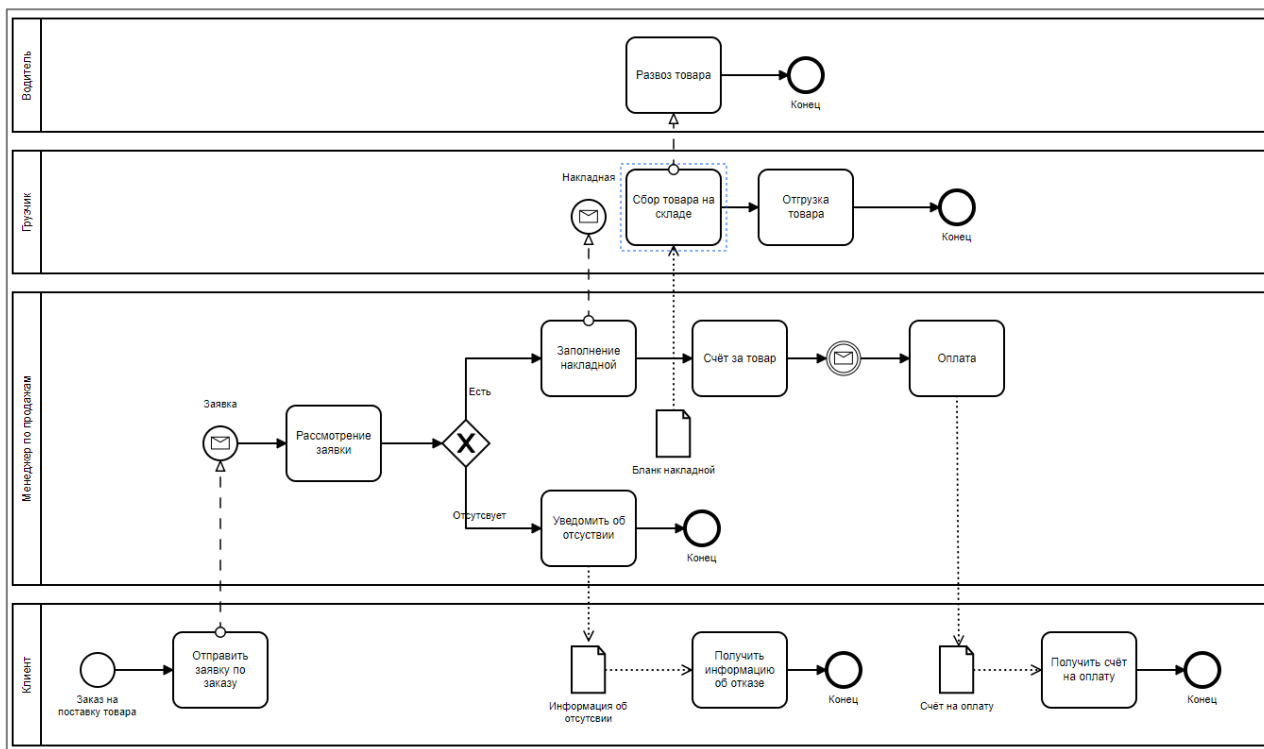 Водитель
Развоз товара
Конец
Грузчик
Накладная
Сбор товара на
складе
Отгрузка
товара
Конец
Менеджер по продажам
Заявка
Рассмотрение
заявки
Есть
Отсутсвует
Заполнение
накладной
Счёт за товар
Оплата
Бланк накладной
Уведомить об
отсуствии
Конец
Клиент
Заказ на
поставку товара
Отправить
заявку по
заказу
Информация об
отсутсвии
Получить
информацию
об отказе
Конец
Счёт на оплату
Получить счёт
на оплату
Конец